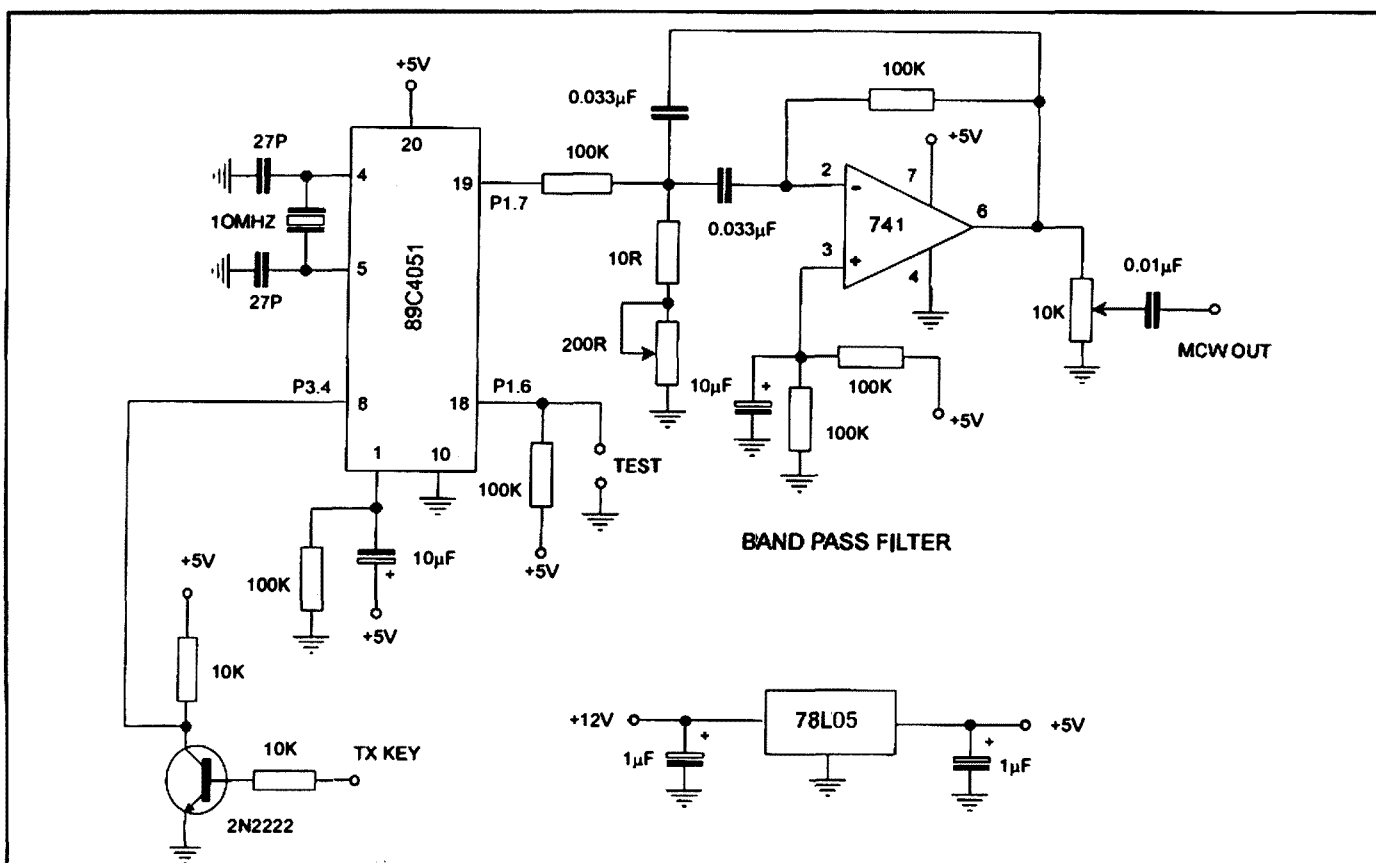 +5V
20
27P
4
10MHZ
5
27P
89C4051
19
P1.7
100K
0.033µF
0.033µF
100K
+5V
2
-
7
741
6
3
+
4
10R
200R
10K
0.01µF
MCW OUT
P3.4
8
P1.6
18
1
10
100K
TEST
+5V
10µF
100K
+5V
100K
BAND PASS FILTER
100K
10µF
+
+5V
+5V
10K
10K
TX KEY
2N2222
+12V
78L05
+5V
1µF
+
1µF
+
+